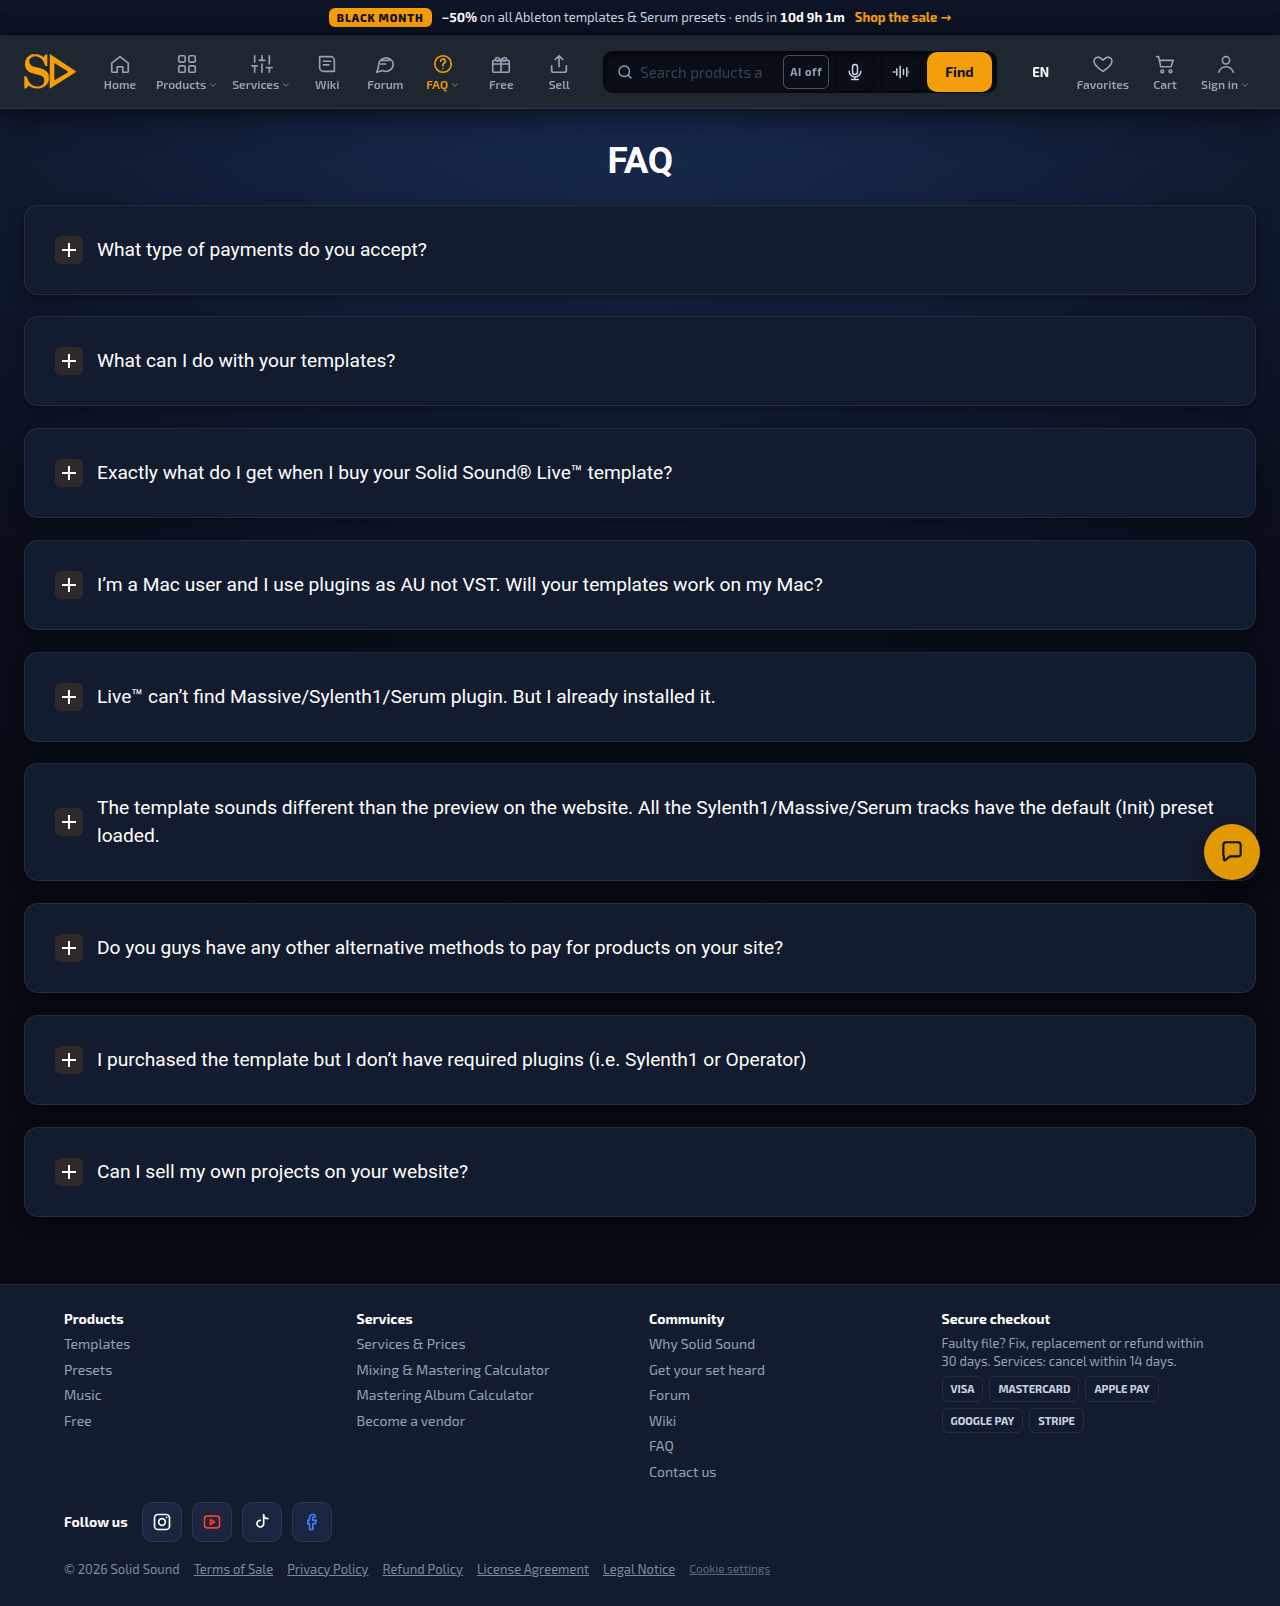 BLACK MONTH −50% on all Ableton templates & Serum presets · ends in 10d 9h 1m Shop the sale →
Home
Products
Services
Wiki
Forum
FAQ
Free
Sell
Search products a
AI off
Find
EN
Favorites
Cart
Sign in
FAQ
What type of payments do you accept?
What can I do with your templates?
Exactly what do I get when I buy your Solid Sound® Live™ template?
I’m a Mac user and I use plugins as AU not VST. Will your templates work on my Mac?
Live™ can’t find Massive/Sylenth1/Serum plugin. But I already installed it.
The template sounds different than the preview on the website. All the Sylenth1/Massive/Serum tracks have the default (Init) preset
loaded.
Do you guys have any other alternative methods to pay for products on your site?
I purchased the template but I don’t have required plugins (i.e. Sylenth1 or Operator)
Can I sell my own projects on your website?
Products
Templates
Presets
Music
Free
Services
Services & Prices
Mixing & Mastering Calculator
Mastering Album Calculator
Become a vendor
Community
Why Solid Sound
Get your set heard
Forum
Wiki
FAQ
Contact us
Secure checkout
Faulty file? Fix, replacement or refund within
30 days. Services: cancel within 14 days.
VISA MASTERCARD APPLE PAY
GOOGLE PAY STRIPE
Follow us
© 2026 Solid Sound Terms of Sale Privacy Policy Refund Policy License Agreement Legal Notice Cookie settings